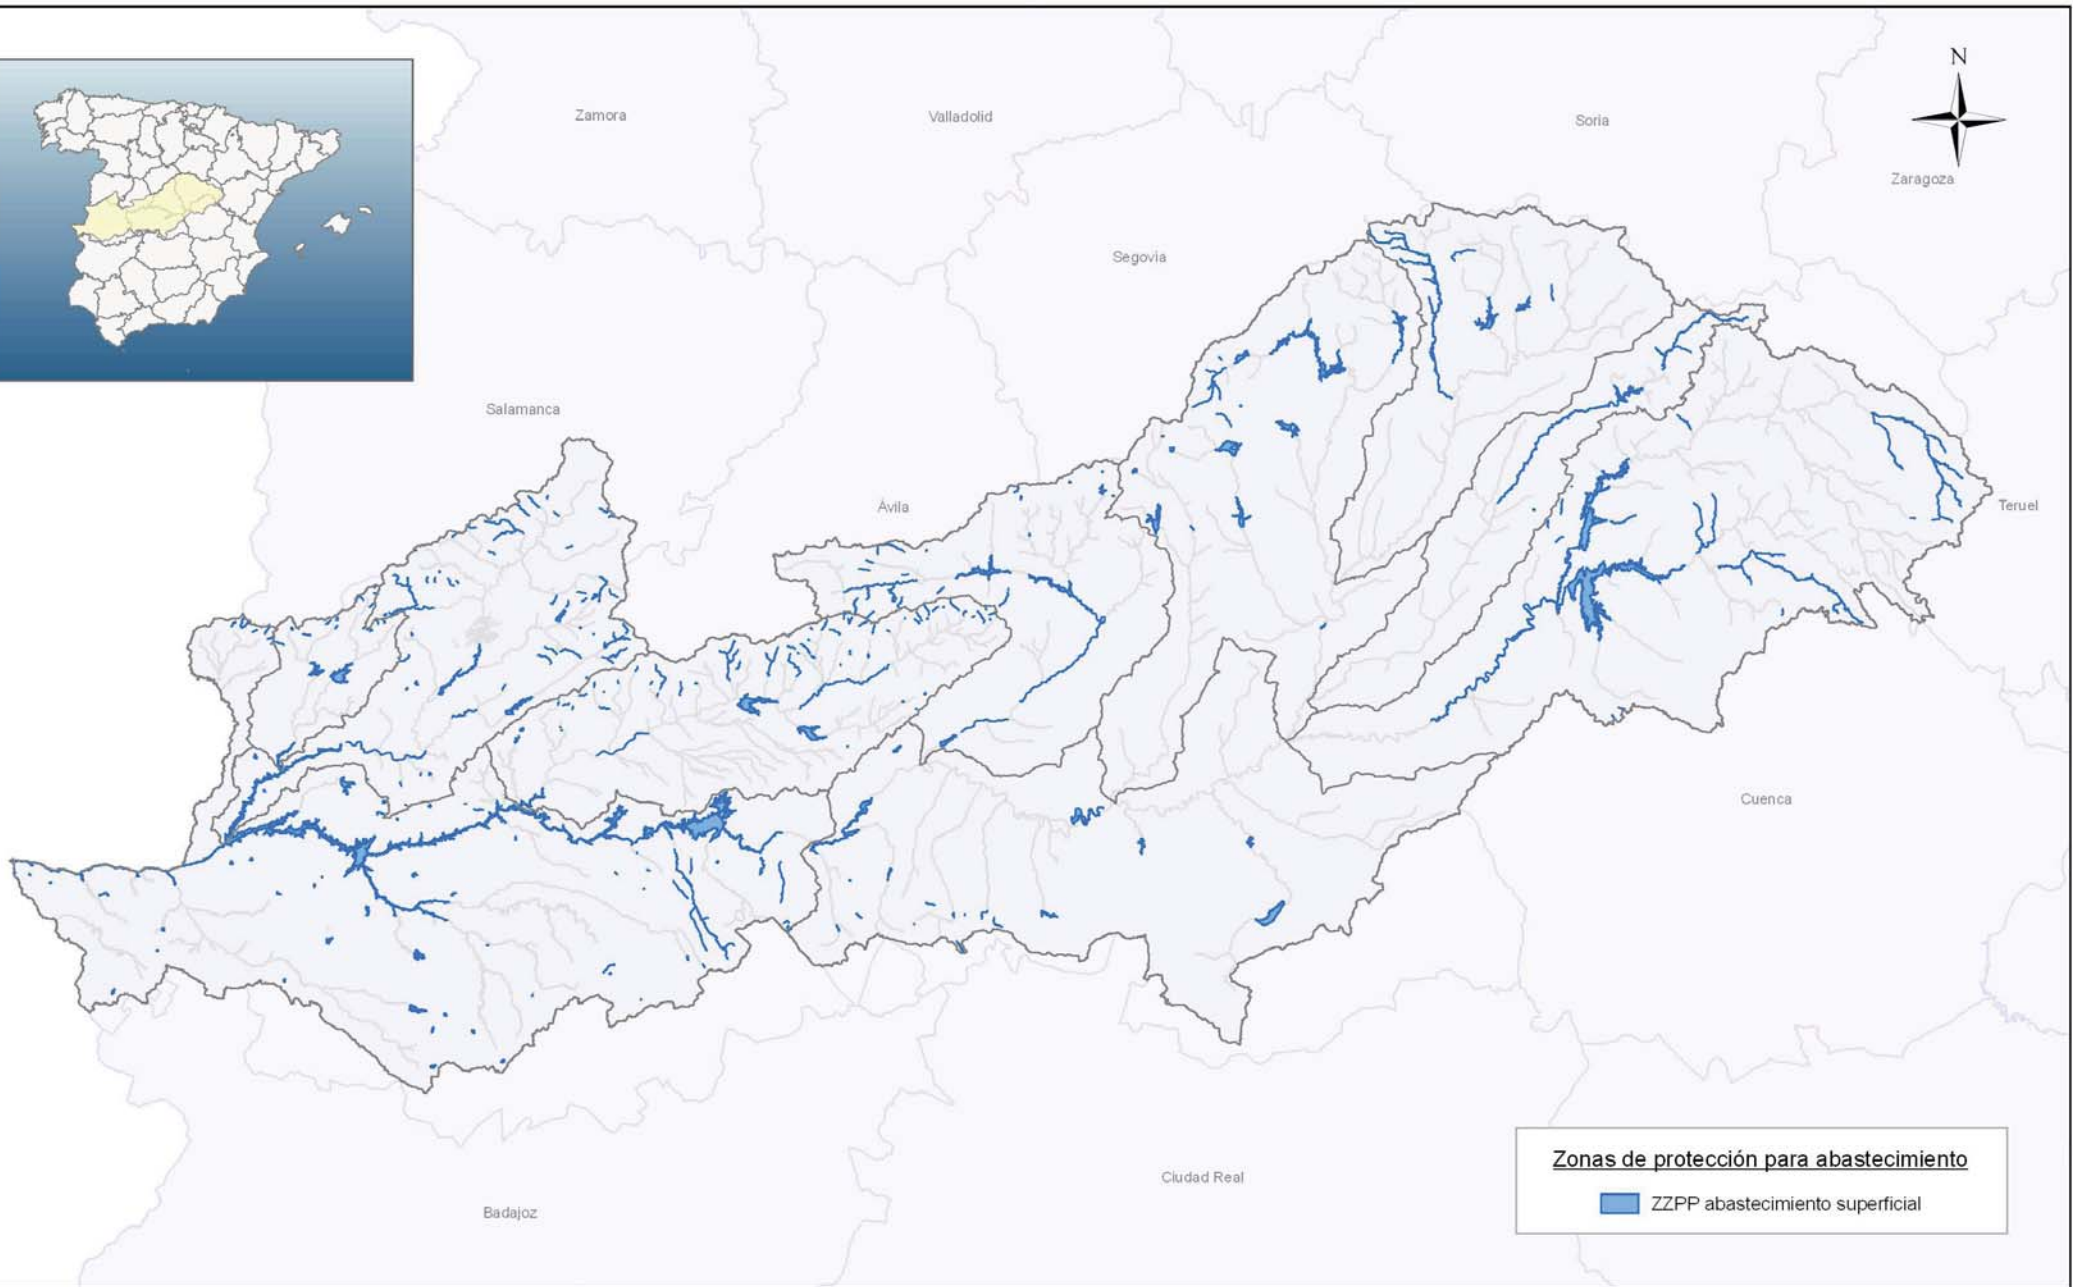 N
Zamora
Valladolid
Soria
Zaragoza
Segovia
Salamanca
Ávila
Teruel
Cuenca
Ciudad Real
Badajoz
Zonas de protección para abastecimiento
ZZPP abastecimiento superficial